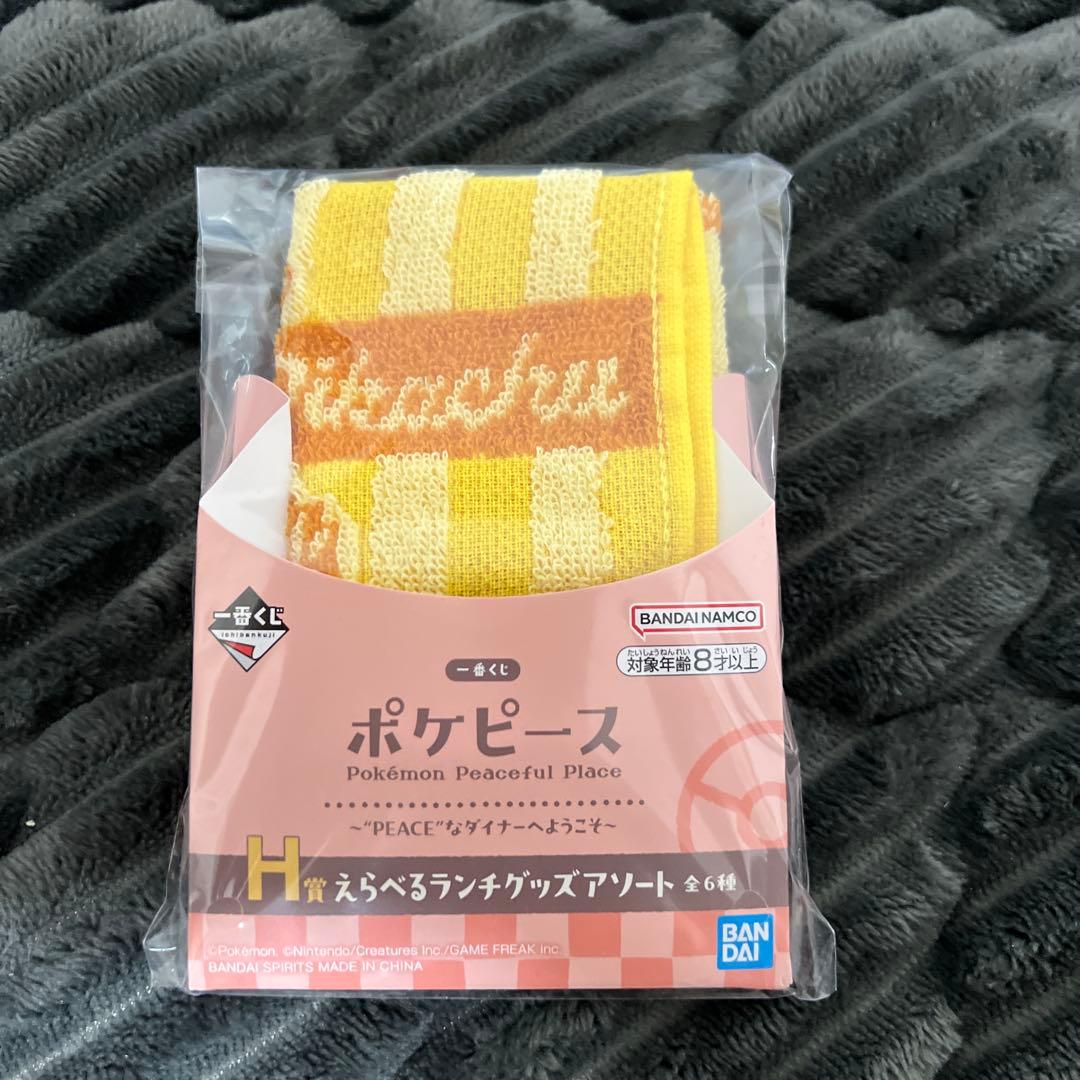 Pikachu
一番くじ
ichibankuji
BANDAI NAMCO
たいしょうねんれい さいいじょう
対象年齢8才以上
一番くじ
ポケピース
Pokémon Peaceful Place
~"PEACE"なダイナーへようこそ~
H賞 えらべるランチグッズアソート 全6種
©Pokémon. ©Nintendo/Creatures Inc./GAME FREAK inc.
BANDAI SPIRITS MADE IN CHINA
BAN
DAI